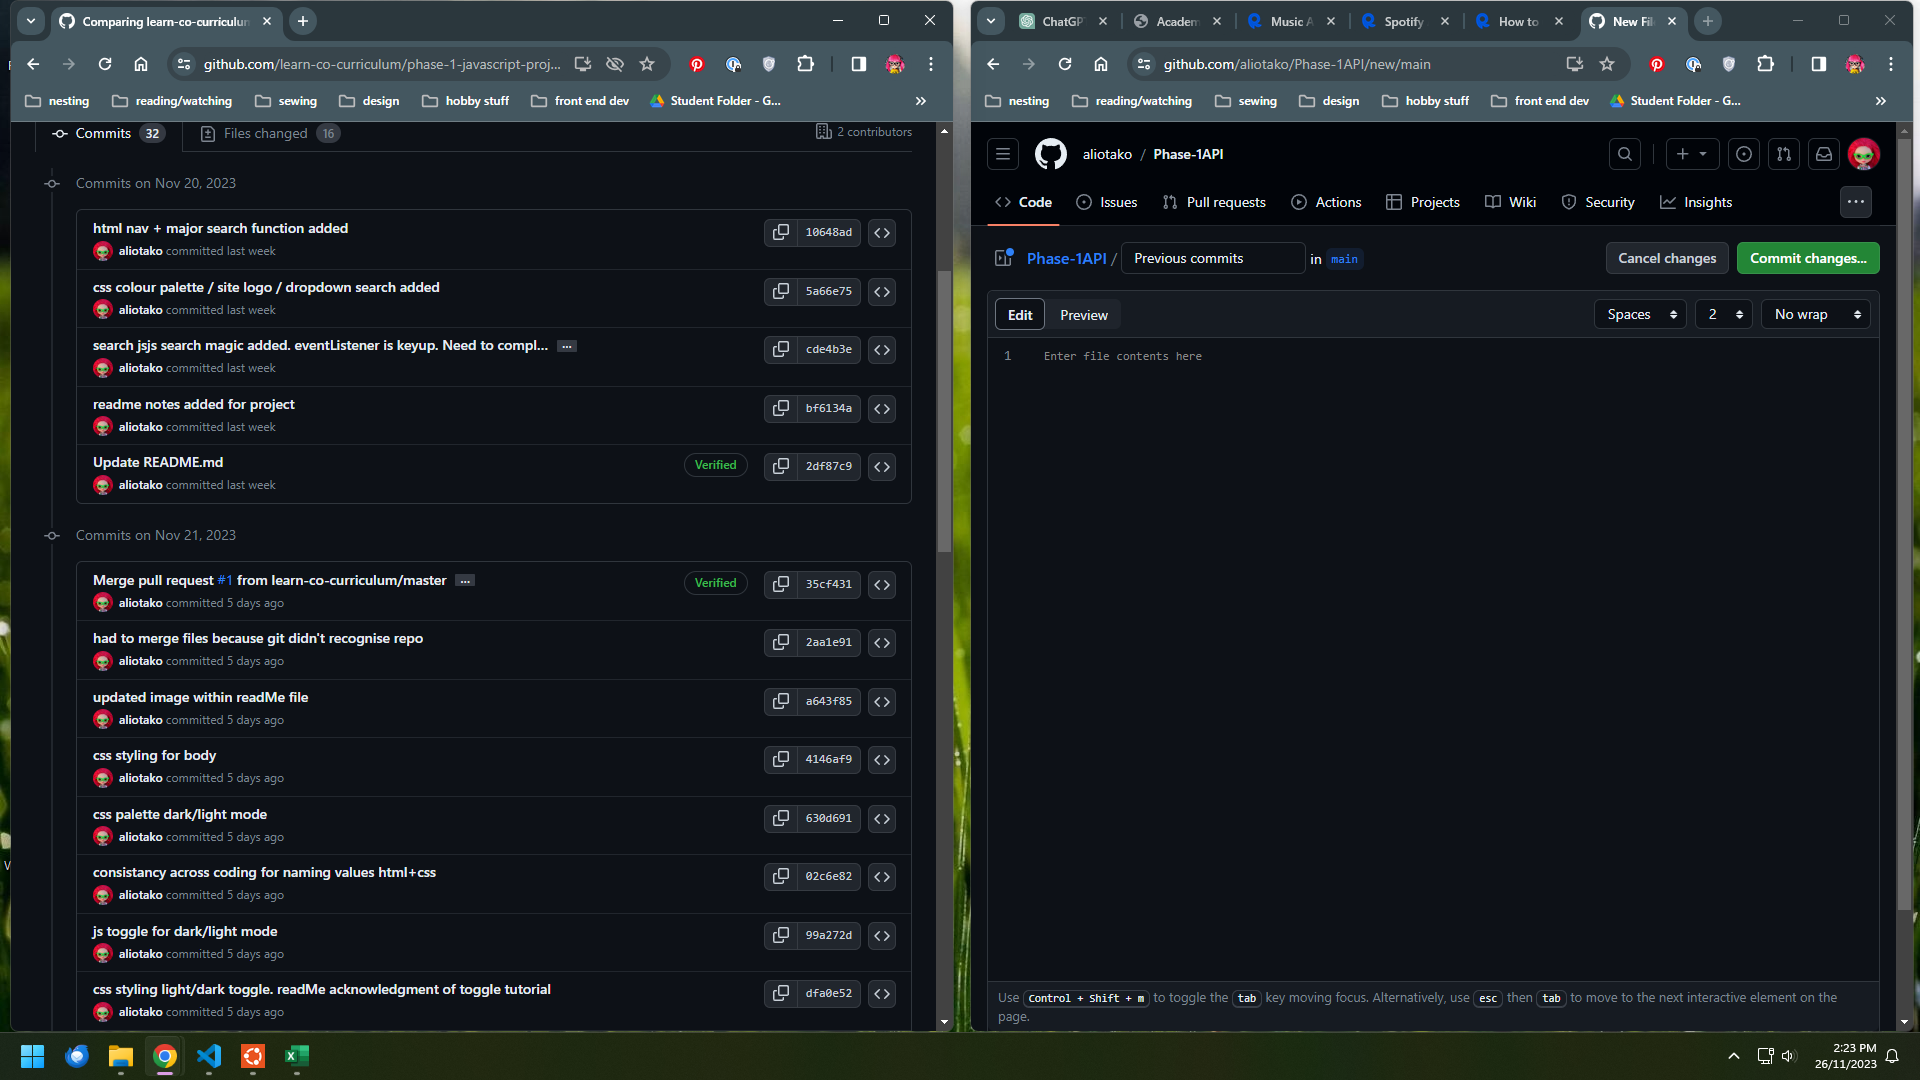 Comparing learn-co-curriculum
github.com/learn-co-curriculum/phase-1-javascript-proj...
nesting
reading/watching
sewing
design
hobby stuff
front end dev
Student Folder - G...
»
Commits 32
Files changed 16
2 contributors
Commits on Nov 20, 2023
html nav + major search function added
10648ad
aliotako committed last week
css colour palette / site logo / dropdown search added
5a66e75
aliotako committed last week
search jsjs search magic added. eventListener is keyup. Need to compl... ...
cde4b3e
aliotako committed last week
readme notes added for project
bf6134a
aliotako committed last week
Update README.md
Verified
2df87c9
aliotako committed last week
Commits on Nov 21, 2023
Merge pull request #1 from learn-co-curriculum/master ...
Verified
35cf431
aliotako committed 5 days ago
had to merge files because git didn't recognise repo
2aa1e91
aliotako committed 5 days ago
updated image within readMe file
a643f85
aliotako committed 5 days ago
css styling for body
4146af9
aliotako committed 5 days ago
css palette dark/light mode
630d691
aliotako committed 5 days ago
consistancy across coding for naming values html+css
02c6e82
aliotako committed 5 days ago
js toggle for dark/light mode
99a272d
aliotako committed 5 days ago
css styling light/dark toggle. readMe acknowledgment of toggle tutorial
dfa0e52
aliotako committed 5 days ago
ChatGP
Academ
Music A
Spotify
How to
New Fil
github.com/aliotako/Phase-1API/new/main
nesting
reading/watching
sewing
design
hobby stuff
front end dev
Student Folder - G...
»
aliotako / Phase-1API
Code
Issues
Pull requests
Actions
Projects
Wiki
Security
Insights
...
Phase-1API / Previous commits in main
Cancel changes
Commit changes...
Edit
Preview
Spaces
2
No wrap
1 Enter file contents here
Use Control + Shift + m to toggle the tab key moving focus. Alternatively, use esc then tab to move to the next interactive element on the
page.
2:23 PM
26/11/2023